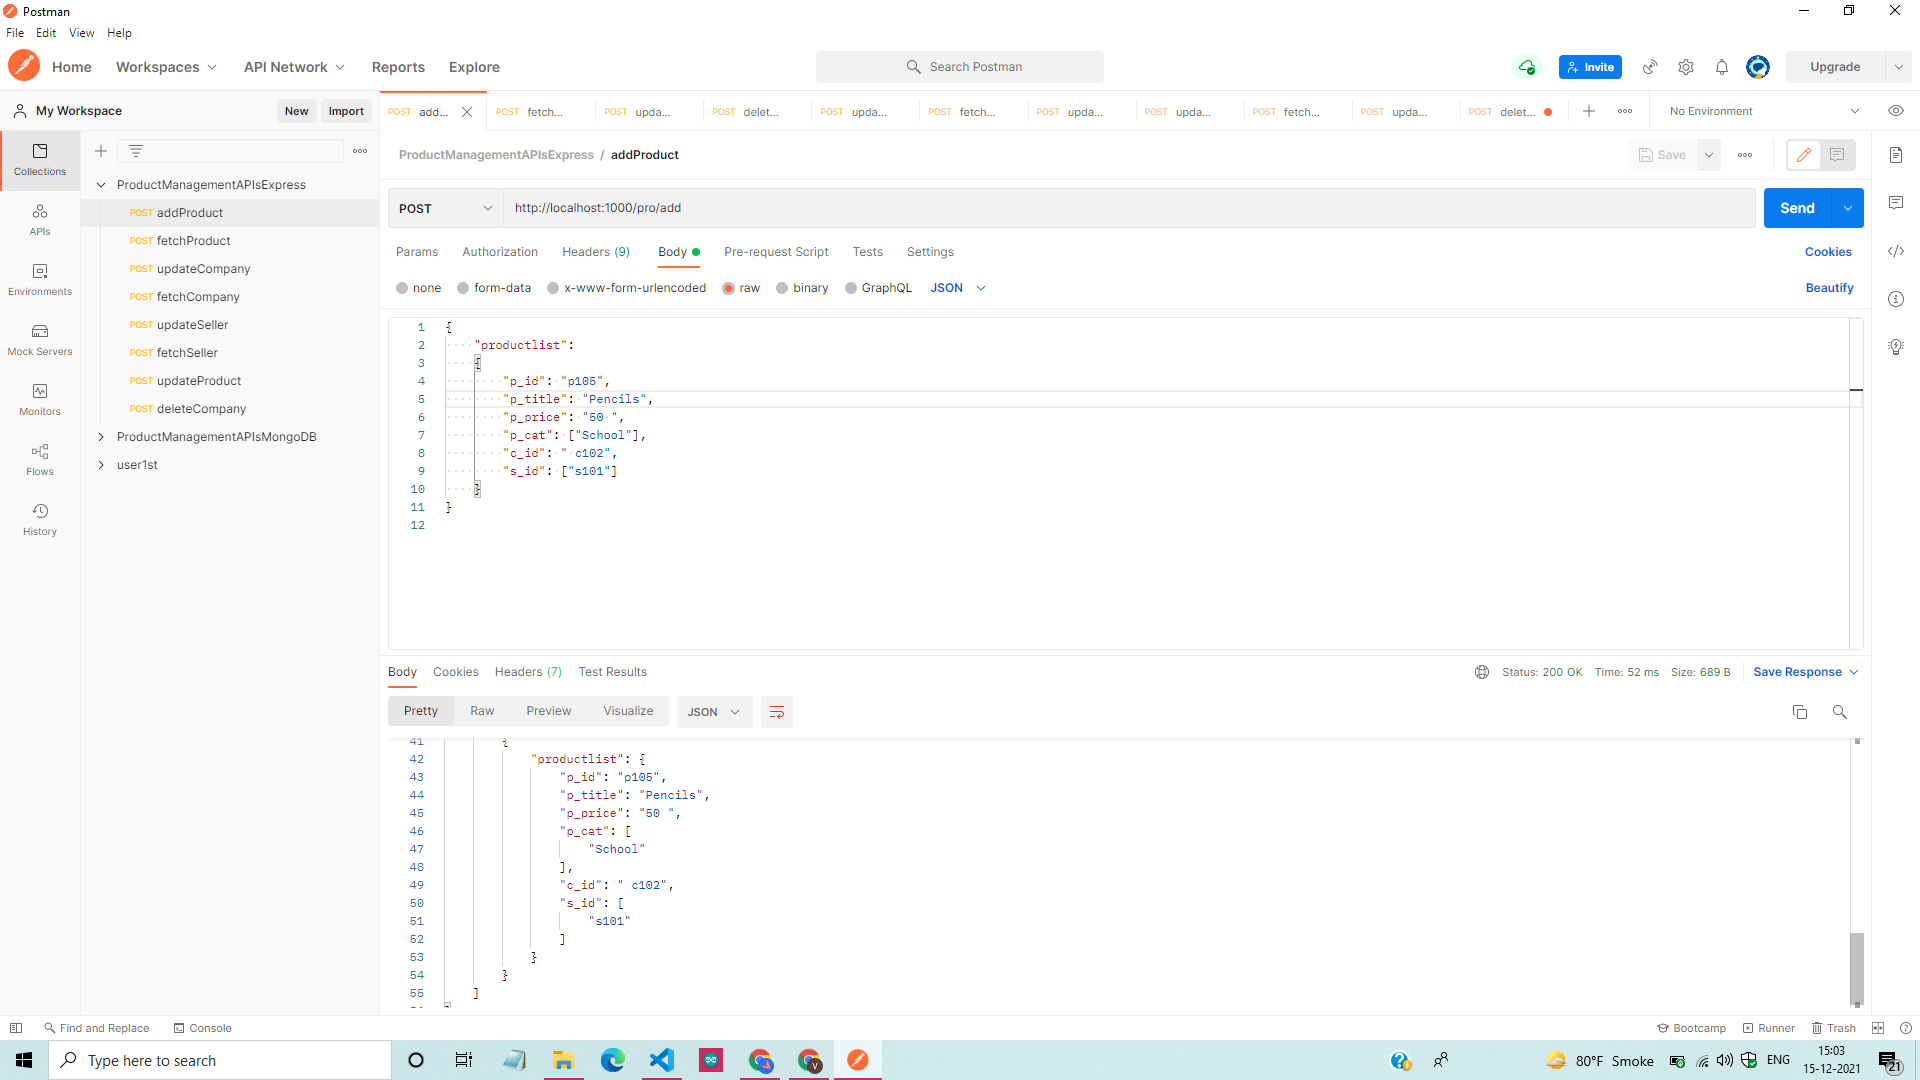 Postman
File Edit View Help
Home Workspaces API Network Reports Explore Search Postman Invite Upgrade
My Workspace New Import POST add... POST fetch... POST upda... POST delet... POST upda... POST fetch... POST upda... POST upda... POST fetch... POST upda... POST delet... No Environment
Collections
APIs
Environments
Mock Servers
Monitors
Flows
History
ProductManagementAPIsExpress
POST addProduct
POST fetchProduct
POST updateCompany
POST fetchCompany
POST updateSeller
POST fetchSeller
POST updateProduct
POST deleteCompany
ProductManagementAPIsMongoDB
user1st
ProductManagementAPIsExpress / addProduct Save
POST http://localhost:1000/pro/add Send
Params Authorization Headers (9) Body Pre-request Script Tests Settings Cookies
none form-data x-www-form-urlencoded raw binary GraphQL JSON Beautify
1 {
2 "productlist":
3 {
4 "p_id": "p105",
5 "p_title": "Pencils",
6 "p_price": "50 ",
7 "p_cat": ["School"],
8 "c_id": " c102",
9 "s_id": ["s101"]
10 }
11 }
12
Body Cookies Headers (7) Test Results Status: 200 OK Time: 52 ms Size: 689 B Save Response
Pretty Raw Preview Visualize JSON
41 {
42 "productlist": {
43 "p_id": "p105",
44 "p_title": "Pencils",
45 "p_price": "50 ",
46 "p_cat": [
47 "School"
48 ],
49 "c_id": " c102",
50 "s_id": [
51 "s101"
52 ]
53 }
54 }
55 ]
Find and Replace Console Bootcamp Runner Trash
Type here to search 80°F Smoke ENG 15:03
15-12-2021 21